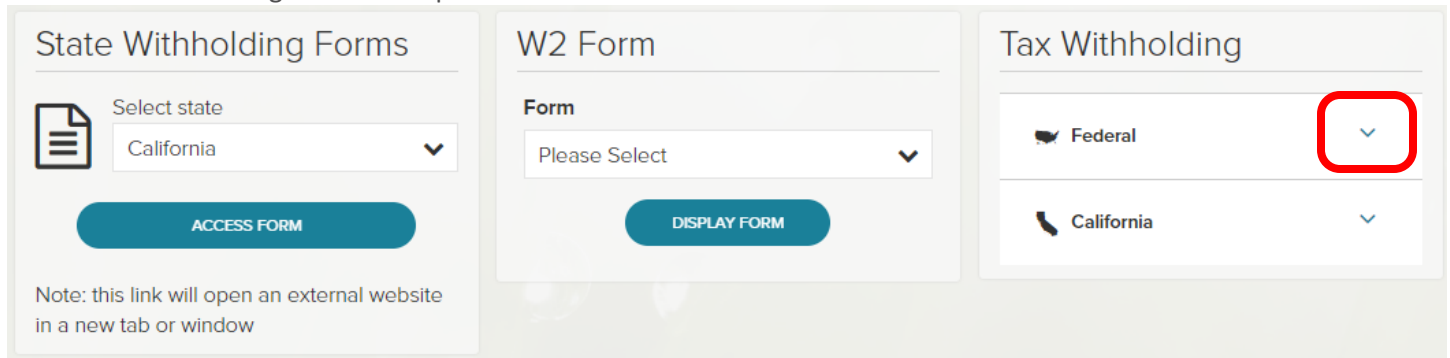 State Withholding Forms
Select state
California
ACCESS FORM
Note: this link will open an external website
in a new tab or window
W2 Form
Form
Please Select
DISPLAY FORM
Tax Withholding
Federal
California